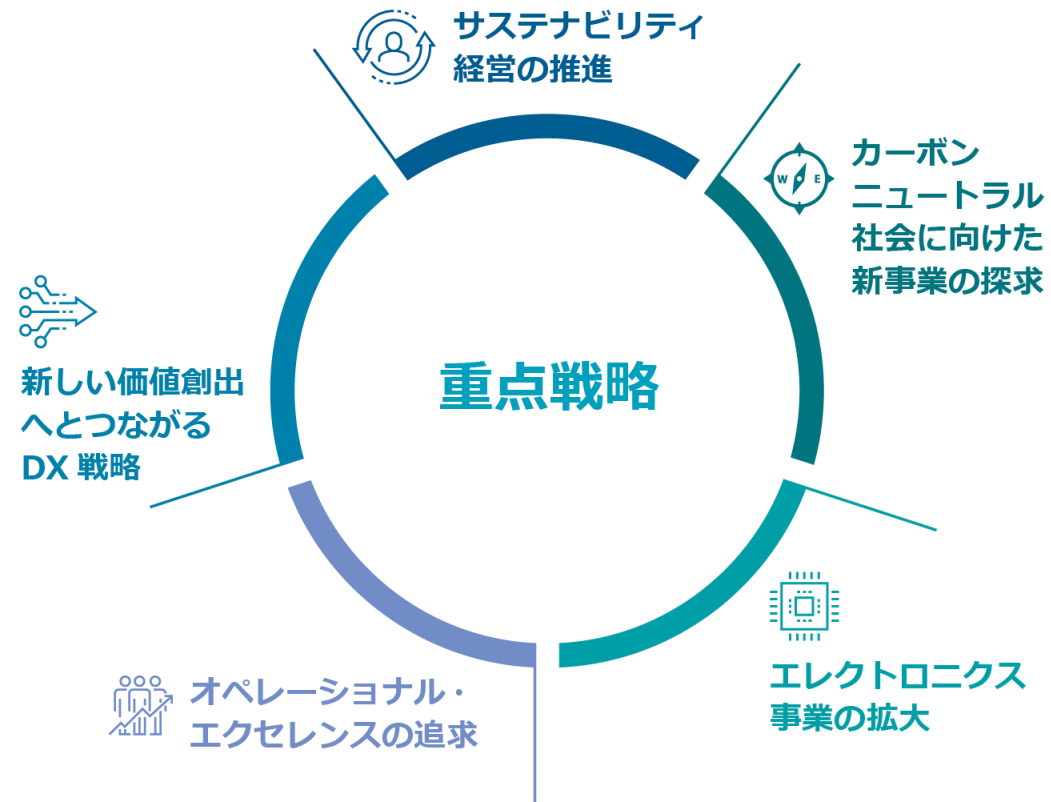 サステナビリティ
経営の推進
カーボン
ニュートラル
社会に向けた
新事業の探求
W E
重点戦略
新しい価値創出
へとつながる
DX 戦略
エレクトロニクス
事業の拡大
オペレーショナル・
エクセレンスの追求